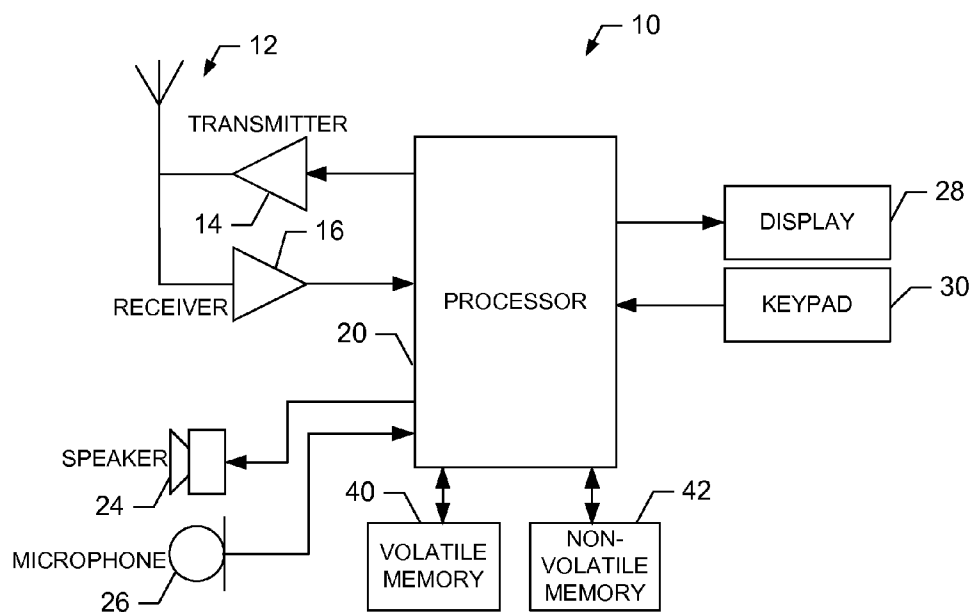 10
12
TRANSMITTER
14
16
RECEIVER
PROCESSOR
20
DISPLAY
28
KEYPAD
30
SPEAKER
24
MICROPHONE
26
40
VOLATILE
MEMORY
42
NON-
VOLATILE
MEMORY